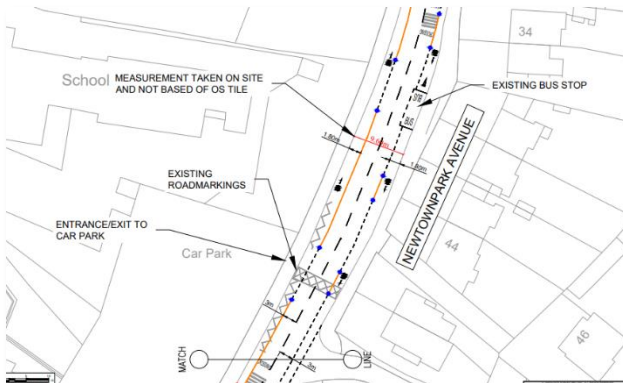 34
School
MEASUREMENT TAKEN ON SITE
AND NOT BASED OF OS TILE
EXISTING BUS STOP
1.80m
1.80m
NEWTOWNPARK AVENUE
EXISTING
ROADMARKINGS
ENTRANCE/EXIT TO
CAR PARK
Car Park
44
3m
46
MATCH
LINE
3m